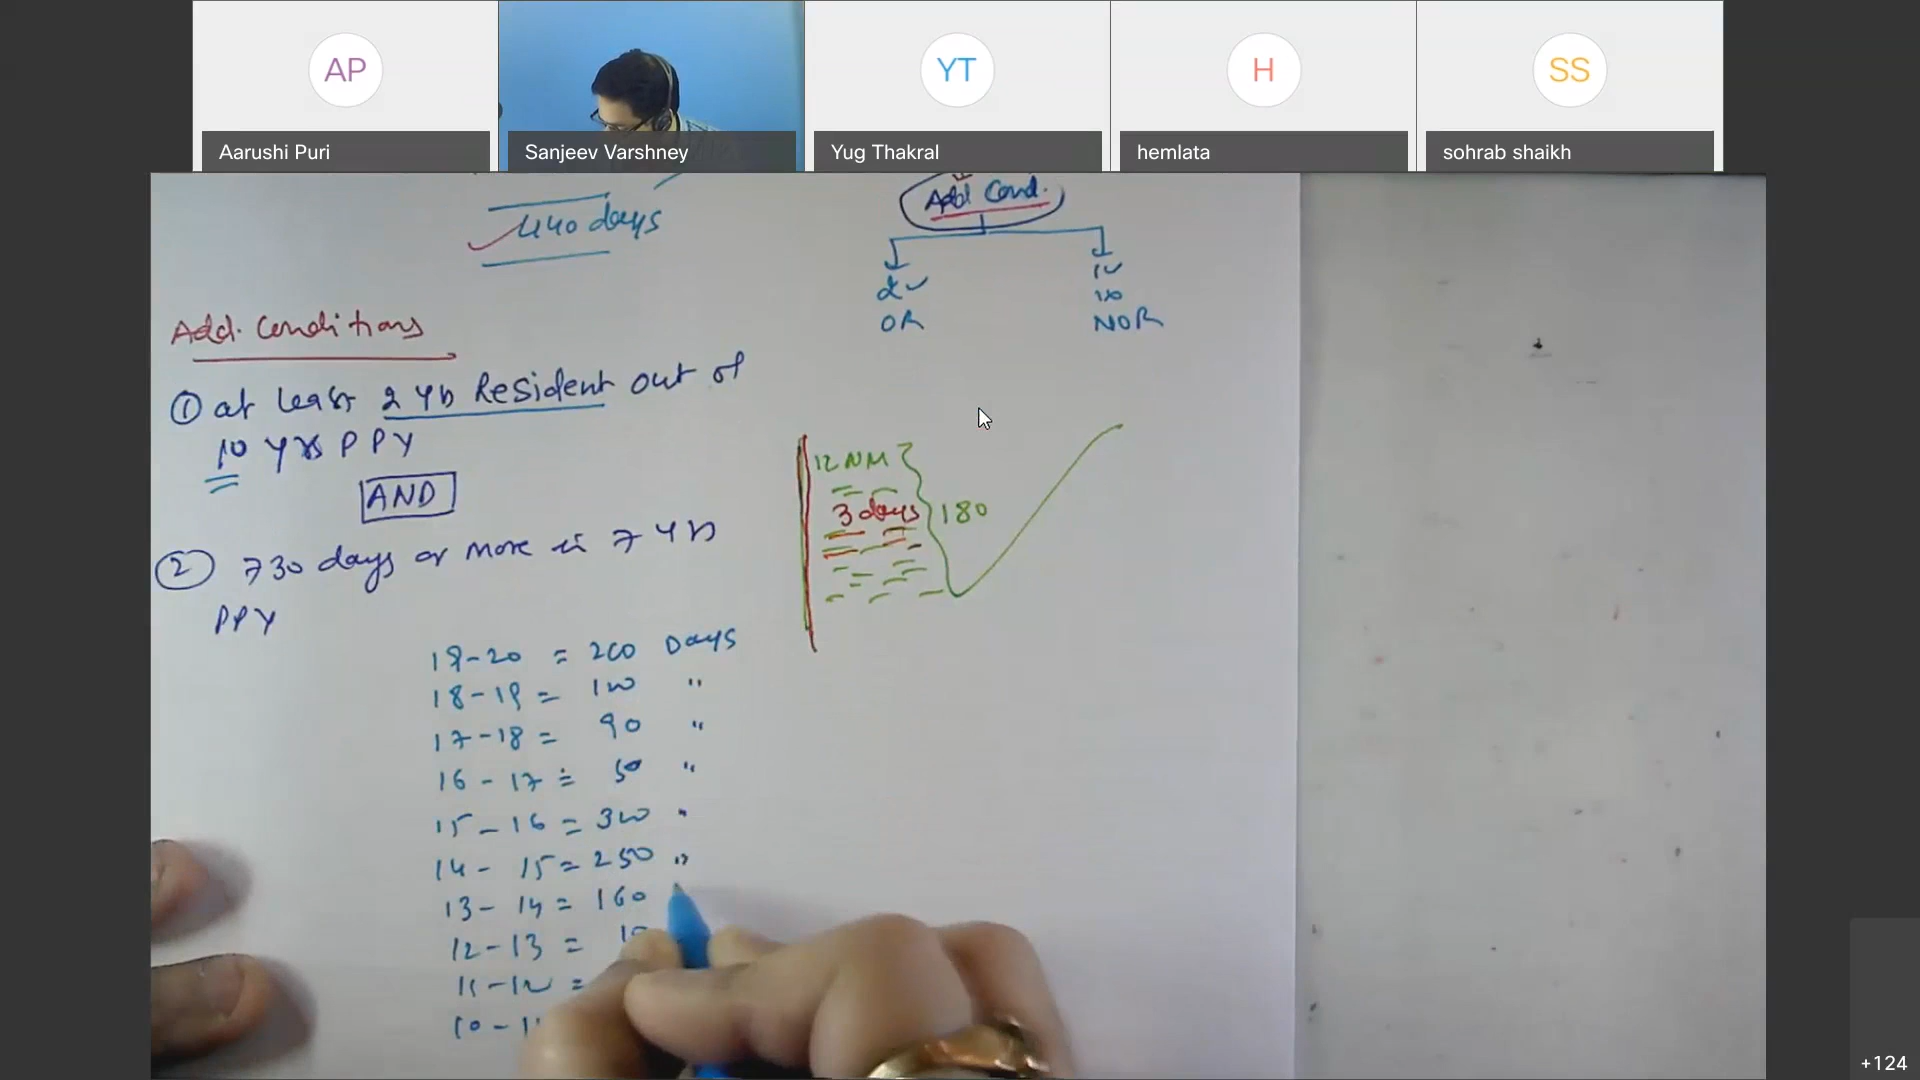 AP
YT
H
SS
Aarushi Puri
Sanjeev Varshney
Yug Thakral
hemlata
sohrab shaikh
440 days
Add Cond.
2
OR
NOR
Add. Conditions
① at least 2 yrs Resident out of
10 yrs PPY
AND
② 730 days or more in 7 yrs
PPY
12 NM
3 days
180
19-20 = 200 Days
18-19 = 100 "
17-18 = 90 "
16-17 = 50 "
15-16 = 300 "
14-15 = 250 "
13-14 = 160
12-13 =
11-12 =
10-
+124